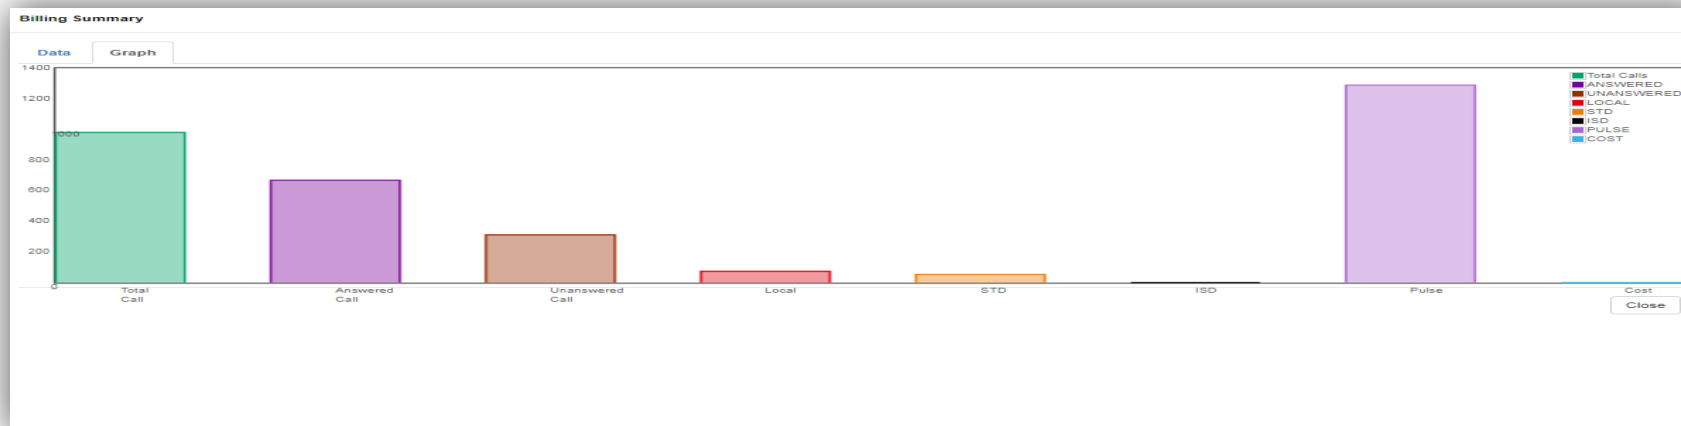 Billing Summary
Data Graph
1400
1200
1000
800
600
400
200
0
Total Calls
ANSWERED
UNANSWERED
LOCAL
STD
ISD
PULSE
COST
Total Call
Answered Call
Unanswered Call
Local
STD
ISD
Pulse
Cost
Close